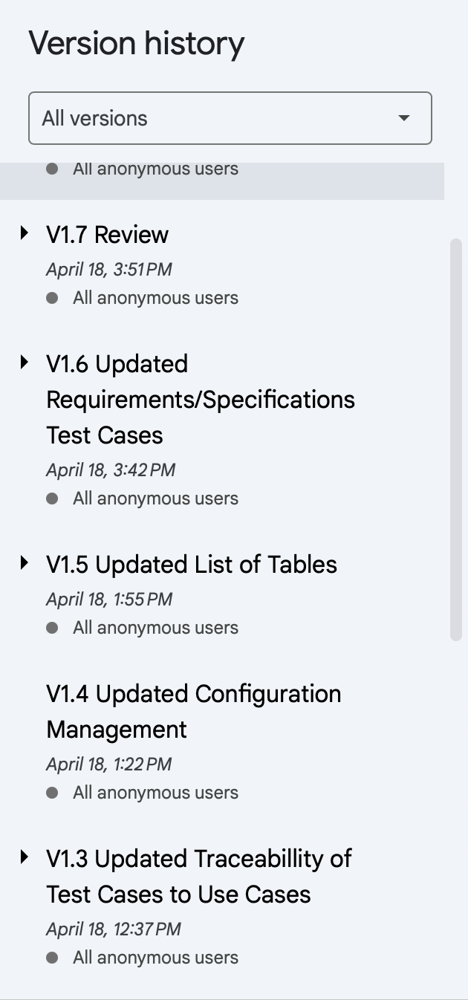 Version history
All versions
All anonymous users
V1.7 Review
April 18, 3:51 PM
All anonymous users
V1.6 Updated
Requirements/Specifications
Test Cases
April 18, 3:42 PM
All anonymous users
V1.5 Updated List of Tables
April 18, 1:55 PM
All anonymous users
V1.4 Updated Configuration
Management
April 18, 1:22 PM
All anonymous users
V1.3 Updated Traceabillity of
Test Cases to Use Cases
April 18, 12:37 PM
All anonymous users